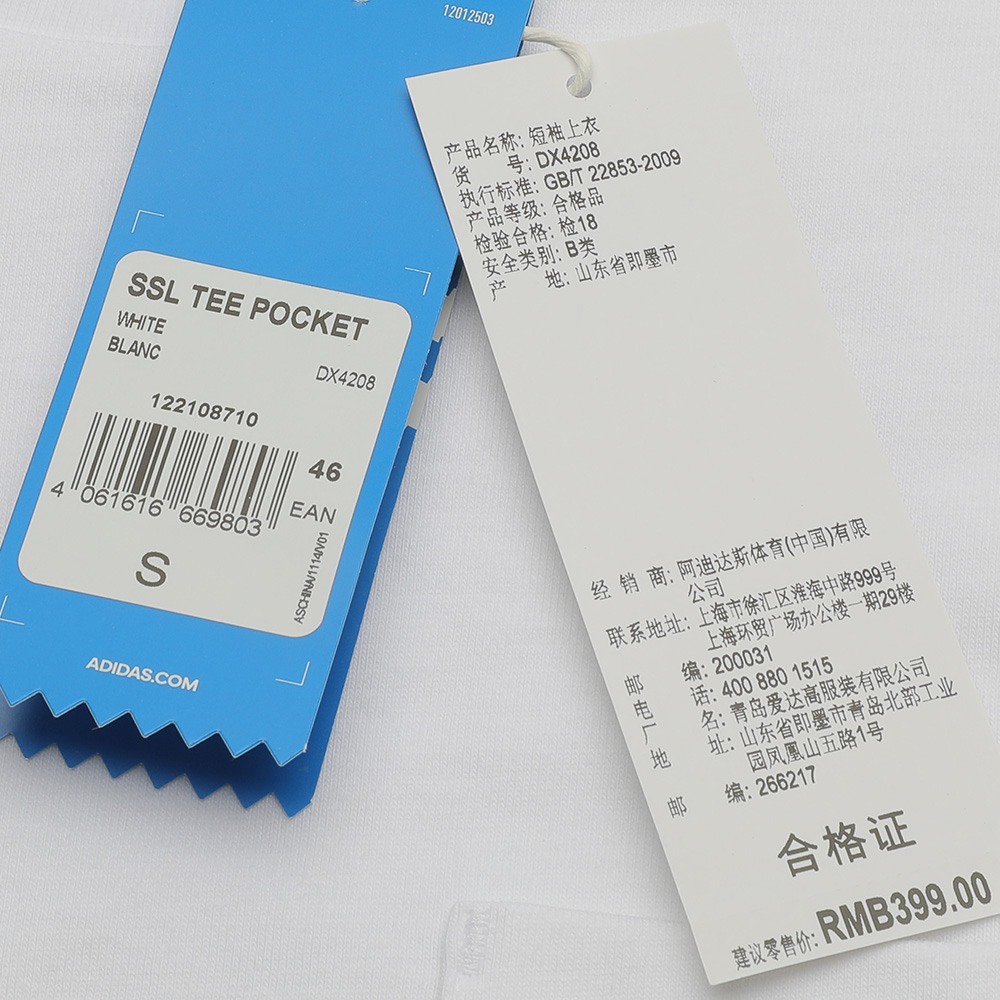 12012503
SSL TEE POCKET
WHITE
BLANC
DX4208
122108710
46
4 061616 669803
EAN
S
ASCHINA/1114/V01
ADIDAS.COM
产品名称: 短袖上衣
货 号: DX4208
执行标准: GB/T 22853-2009
产品等级: 合格品
检验合格: 检18
安全类别: B类
产 地: 山东省即墨市
经 销 商: 阿迪达斯体育(中国)有限
公司
联系地址: 上海市徐汇区淮海中路999号
上海环贸广场办公楼一期29楼
邮 编: 200031
电 话: 400 880 1515
厂 名: 青岛爱达高服装有限公司
地 址: 山东省即墨市青岛北部工业
园凤凰山五路1号
邮 编: 266217
合格证
建议零售价: RMB399.00